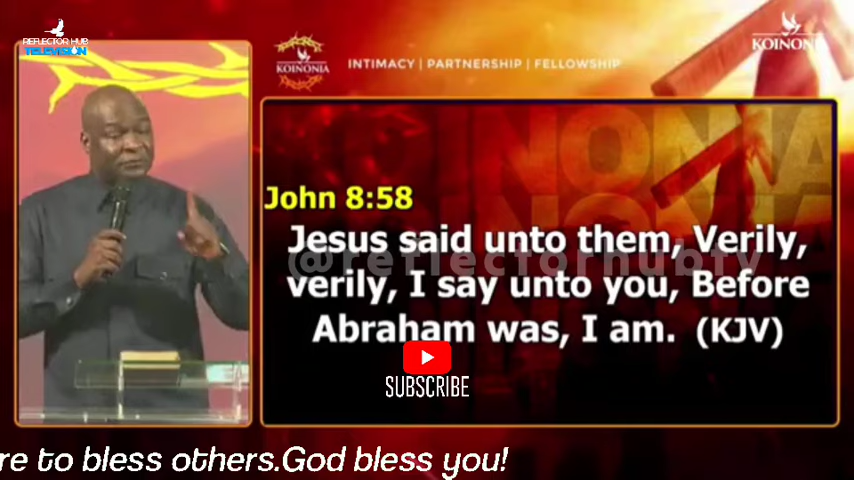 REFLECTOR HUB
TELEVISION
KOINONIA
INTIMACY | PARTNERSHIP | FELLOWSHIP
KOINONIA
John 8:58
Jesus said unto them, Verily,
@reflectorhubtv
verily, I say unto you, Before
Abraham was, I am. (KJV)
SUBSCRIBE
re to bless others.God bless you!